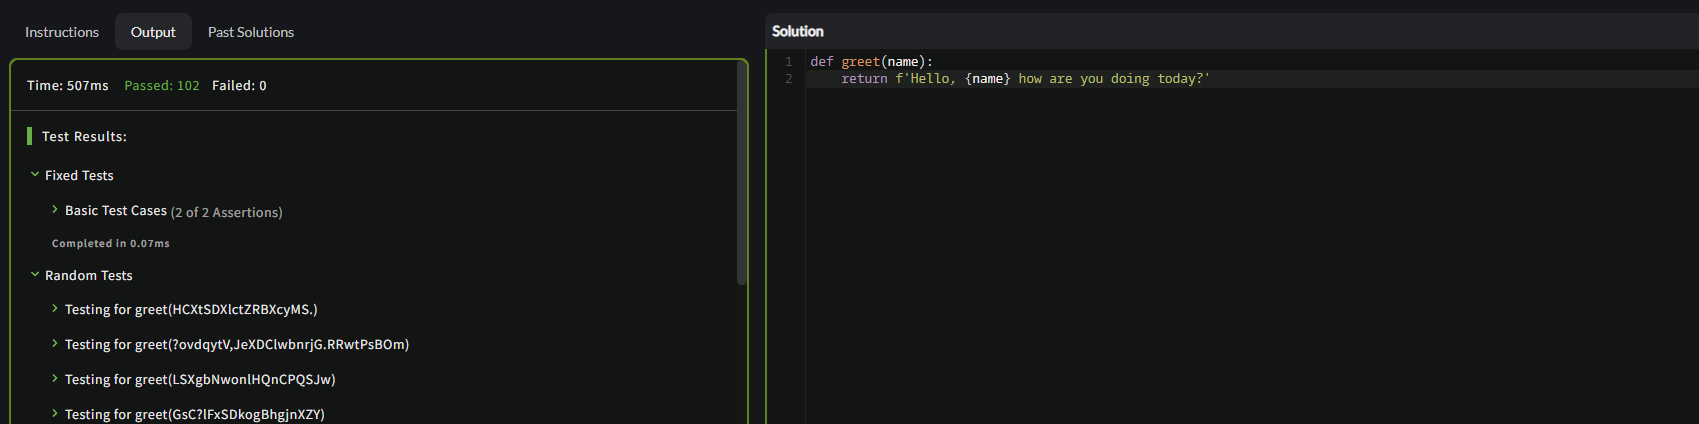 Instructions Output Past Solutions
Time: 507ms Passed: 102 Failed: 0
Test Results:
Fixed Tests
Basic Test Cases (2 of 2 Assertions)
Completed in 0.07ms
Random Tests
Testing for greet(HCXtSDXlctZRBXcyMS.)
Testing for greet(?ovdqytV,JeXDClwbnrjG.RRwtPsBOm)
Testing for greet(LSXgbNwonlHQnCPQSJw)
Testing for greet(GsC?lFxSDkogBhgjnXZY)
Solution
1 def greet(name):
2     return f'Hello, {name} how are you doing today?'